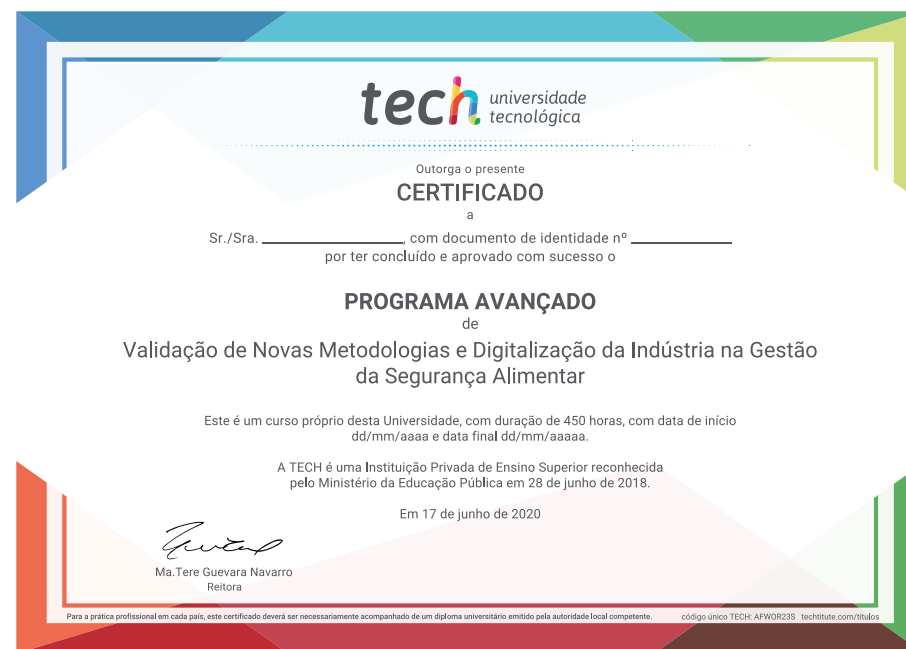 tech universidade
tecnológica
Outorga o presente
CERTIFICADO
a
Sr./Sra. ____________, com documento de identidade nº ____________
por ter concluído e aprovado com sucesso o
PROGRAMA AVANÇADO
de
Validação de Novas Metodologias e Digitalização da Indústria na Gestão
da Segurança Alimentar
Este é um curso próprio desta Universidade, com duração de 450 horas, com data de início
dd/mm/aaaa e data final dd/mm/aaaaa.
A TECH é uma Instituição Privada de Ensino Superior reconhecida
pelo Ministério da Educação Pública em 28 de junho de 2018.
Em 17 de junho de 2020
Ma.Tere Guevara Navarro
Reitora
Para a prática profissional em cada país, este certificado deverá ser necessariamente acompanhado de um diploma universitário emitido pela autoridade local competente. código único TECH: AFWOR23S techtitute.com/titulos